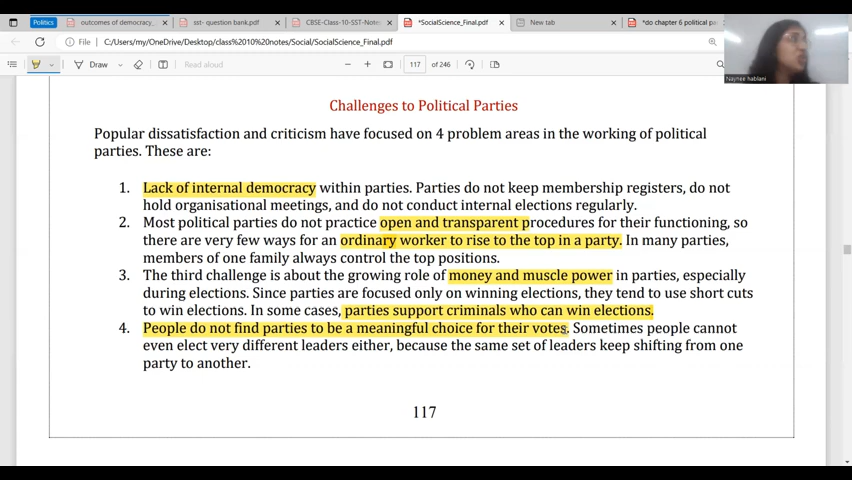 Politics
outcomes of democracy_
sst- question bank.pdf
CBSE-Class-10-SST-Notes
*SocialScience_Final.pdf
New tab
*do chapter 6 political pa
File
C:/Users/my/OneDrive/Desktop/class%2010%20notes/Social/SocialScience_Final.pdf
Draw
Read aloud
117 of 246
Naynee hablani
Challenges to Political Parties
Popular dissatisfaction and criticism have focused on 4 problem areas in the working of political
parties. These are:
1. Lack of internal democracy within parties. Parties do not keep membership registers, do not
hold organisational meetings, and do not conduct internal elections regularly.
2. Most political parties do not practice open and transparent procedures for their functioning, so
there are very few ways for an ordinary worker to rise to the top in a party. In many parties,
members of one family always control the top positions.
3. The third challenge is about the growing role of money and muscle power in parties, especially
during elections. Since parties are focused only on winning elections, they tend to use short cuts
to win elections. In some cases, parties support criminals who can win elections.
4. People do not find parties to be a meaningful choice for their votes. Sometimes people cannot
even elect very different leaders either, because the same set of leaders keep shifting from one
party to another.
117